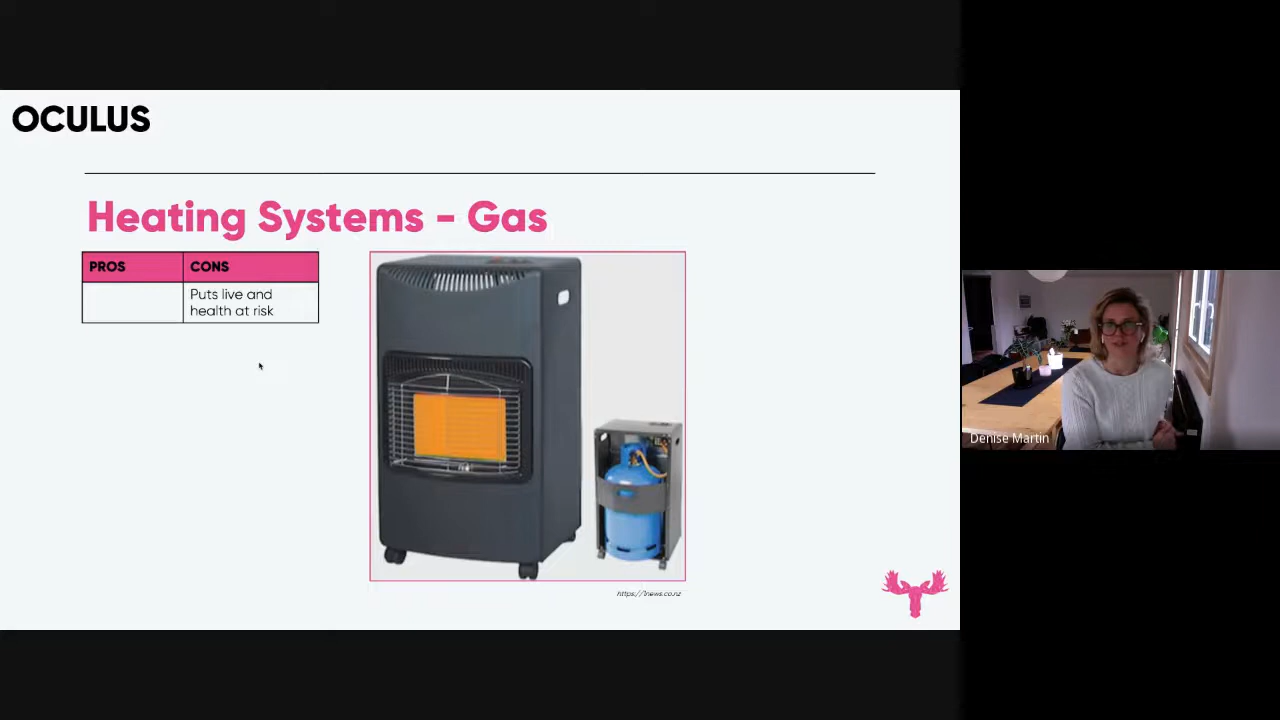 OCULUS
Heating Systems - Gas
PROS
CONS
Puts live and
health at risk
https://1news.co.nz
Denise Martin